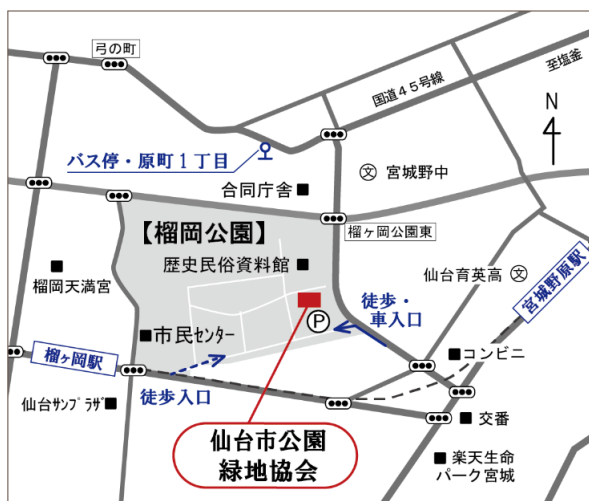 弓の町
国道４５号線
至塩釜
N
バス停・原町１丁目
文
宮城野中
合同庁舎
【榴岡公園】
榴ヶ岡公園東
歴史民俗資料館
榴岡天満宮
仙台育英高
文
宮城野原駅
徒歩・
車入口
P
市民センター
榴ヶ岡駅
コンビニ
仙台サンプラザ
徒歩入口
交番
仙台市公園
緑地協会
楽天生命
パーク宮城